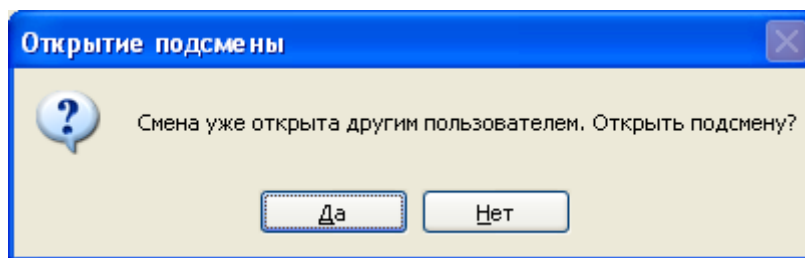 Открытие подсмены
Смена уже открыта другим пользователем. Открыть подсмену?
Да
Нет